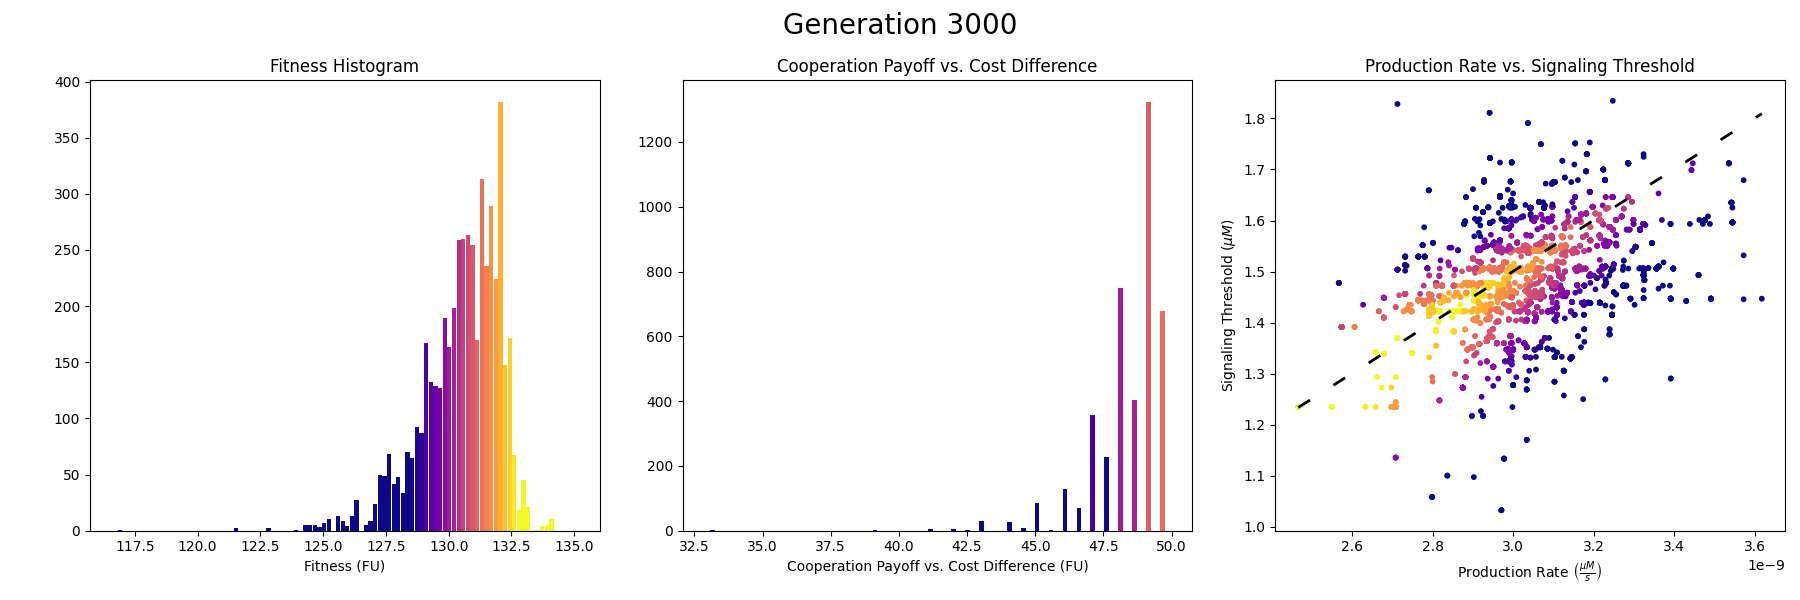 Generation 3000
Fitness Histogram
400
350
300
250
200
150
100
50
0
117.5 120.0 122.5 125.0 127.5 130.0 132.5 135.0
Fitness (FU)
Cooperation Payoff vs. Cost Difference
1200
1000
800
600
400
200
0
32.5 35.0 37.5 40.0 42.5 45.0 47.5 50.0
Cooperation Payoff vs. Cost Difference (FU)
Production Rate vs. Signaling Threshold
Signaling Threshold (μM)
1.8
1.7
1.6
1.5
1.4
1.3
1.2
1.1
1.0
2.6 2.8 3.0 3.2 3.4 3.6
1e−9
Production Rate (μM/s)